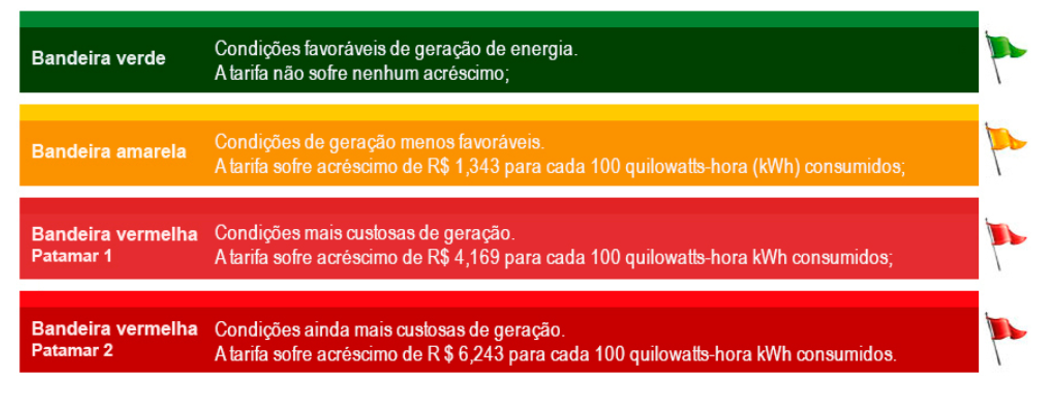 Bandeira verde
Condições favoráveis de geração de energia.
A tarifa não sofre nenhum acréscimo;
Bandeira amarela
Condições de geração menos favoráveis.
A tarifa sofre acréscimo de R$ 1,343 para cada 100 quilowatts-hora (kWh) consumidos;
Bandeira vermelha
Patamar 1
Condições mais custosas de geração.
A tarifa sofre acréscimo de R$ 4,169 para cada 100 quilowatts-hora kWh consumidos;
Bandeira vermelha
Patamar 2
Condições ainda mais custosas de geração.
A tarifa sofre acréscimo de R $ 6,243 para cada 100 quilowatts-hora kWh consumidos.